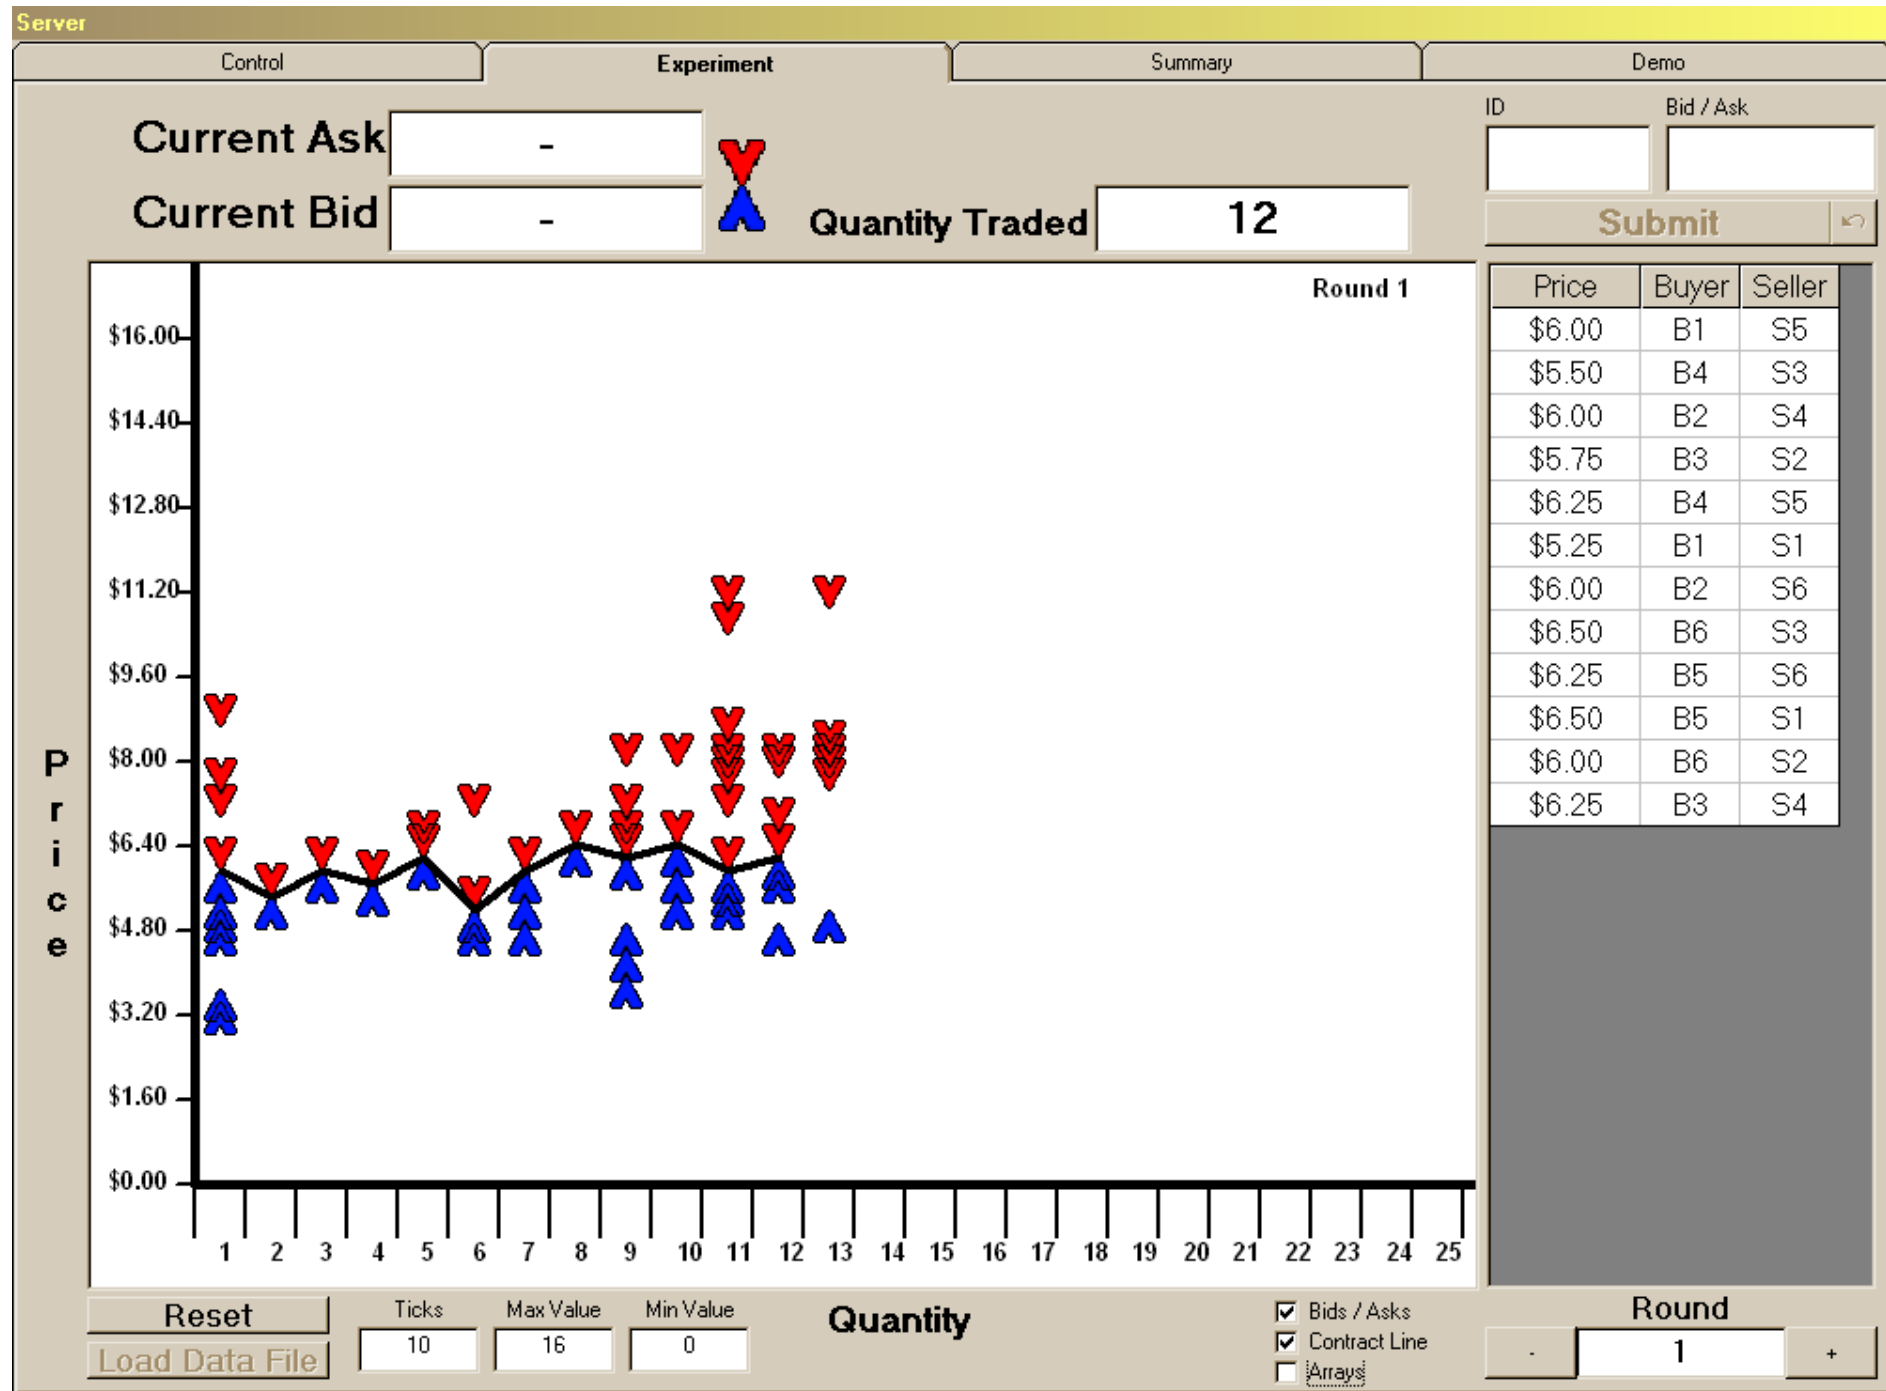 Server
Control Experiment Summary Demo
Current Ask -
Current Bid -
Quantity Traded 12
ID Bid / Ask
Submit
Round 1
$16.00
$14.40
$12.80
$11.20
$9.60
$8.00
$6.40
$4.80
$3.20
$1.60
$0.00
Price
1 2 3 4 5 6 7 8 9 10 11 12 13 14 15 16 17 18 19 20 21 22 23 24 25
Price Buyer Seller
$6.00 B1 S5
$5.50 B4 S3
$6.00 B2 S4
$5.75 B3 S2
$6.25 B4 S5
$5.25 B1 S1
$6.00 B2 S6
$6.50 B6 S3
$6.25 B5 S6
$6.50 B5 S1
$6.00 B6 S2
$6.25 B3 S4
Reset
Load Data File
Ticks Max Value Min Value
10 16 0
Quantity
Bids / Asks
Contract Line
Arrays
Round
- 1 +